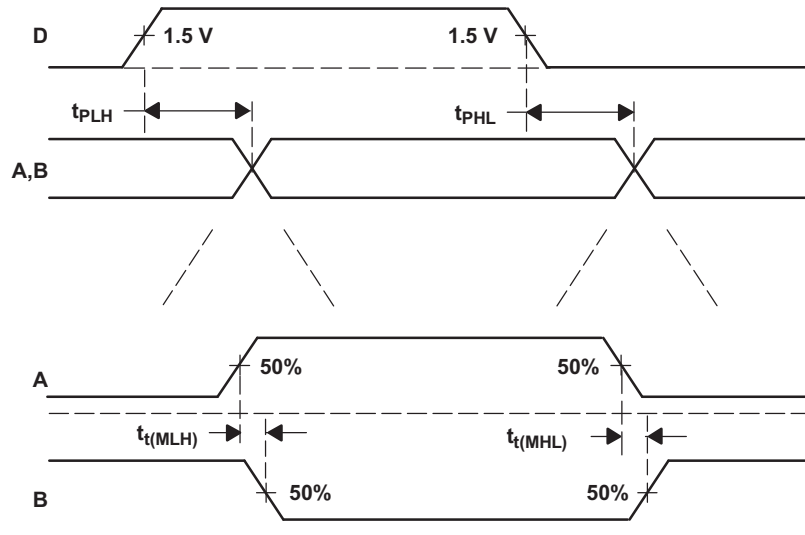 D 1.5 V 1.5 V
tPLH tPHL
A,B
A 50% 50%
tt(MLH) tt(MHL)
B 50% 50%